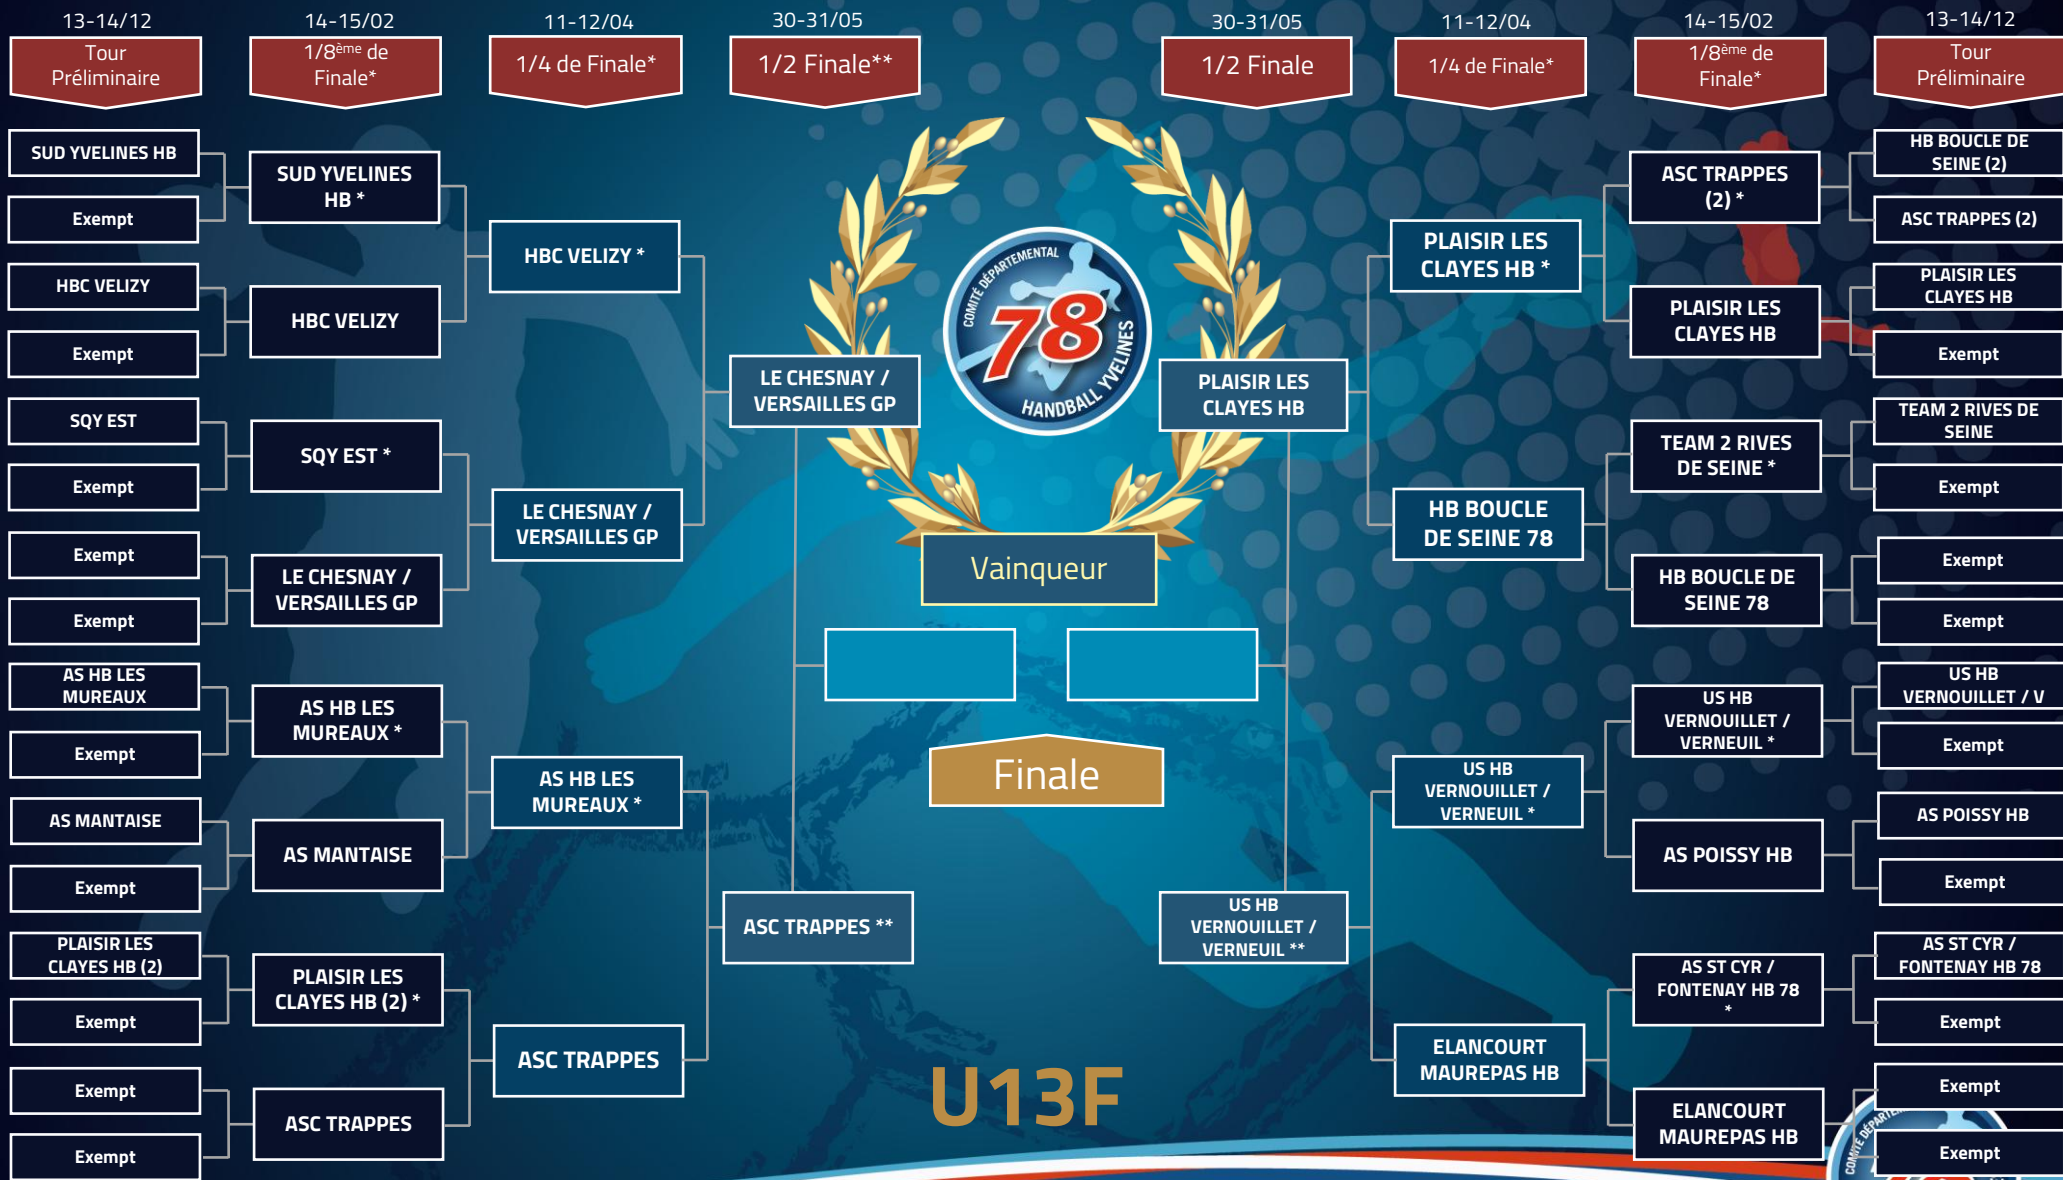 13-14/12
14-15/02
11-12/04
30-31/05
30-31/05
11-12/04
14-15/02
13-14/12
Tour
Préliminaire
1/8ème de
Finale*
1/4 de Finale*
1/2 Finale**
1/2 Finale
1/4 de Finale*
1/8ème de
Finale*
Tour
Préliminaire
SUD YVELINES HB
Exempt
HBC VELIZY
Exempt
SQY EST
Exempt
Exempt
Exempt
AS HB LES
MUREAUX
Exempt
AS MANTAISE
Exempt
PLAISIR LES
CLAYES HB (2)
Exempt
Exempt
Exempt
SUD YVELINES
HB *
HBC VELIZY
SQY EST *
LE CHESNAY /
VERSAILLES GP
AS HB LES
MUREAUX *
AS MANTAISE
PLAISIR LES
CLAYES HB (2) *
ASC TRAPPES
HBC VELIZY *
LE CHESNAY /
VERSAILLES GP
AS HB LES
MUREAUX *
ASC TRAPPES
LE CHESNAY /
VERSAILLES GP
ASC TRAPPES **
COMITÉ DÉPARTEMENTAL
78
HANDBALL YVELINES
Vainqueur
Finale
U13F
PLAISIR LES
CLAYES HB
US HB
VERNOUILLET /
VERNEUIL **
PLAISIR LES
CLAYES HB *
HB BOUCLE
DE SEINE 78
US HB
VERNOUILLET /
VERNEUIL *
ELANCOURT
MAUREPAS HB
ASC TRAPPES
(2) *
PLAISIR LES
CLAYES HB
TEAM 2 RIVES
DE SEINE *
HB BOUCLE DE
SEINE 78
US HB
VERNOUILLET /
VERNEUIL *
AS POISSY HB
AS ST CYR /
FONTENAY HB 78
*
ELANCOURT
MAUREPAS HB
HB BOUCLE DE
SEINE (2)
ASC TRAPPES (2)
PLAISIR LES
CLAYES HB
Exempt
TEAM 2 RIVES DE
SEINE
Exempt
Exempt
Exempt
US HB
VERNOUILLET / V
Exempt
AS POISSY HB
Exempt
AS ST CYR /
FONTENAY HB 78
Exempt
Exempt
Exempt